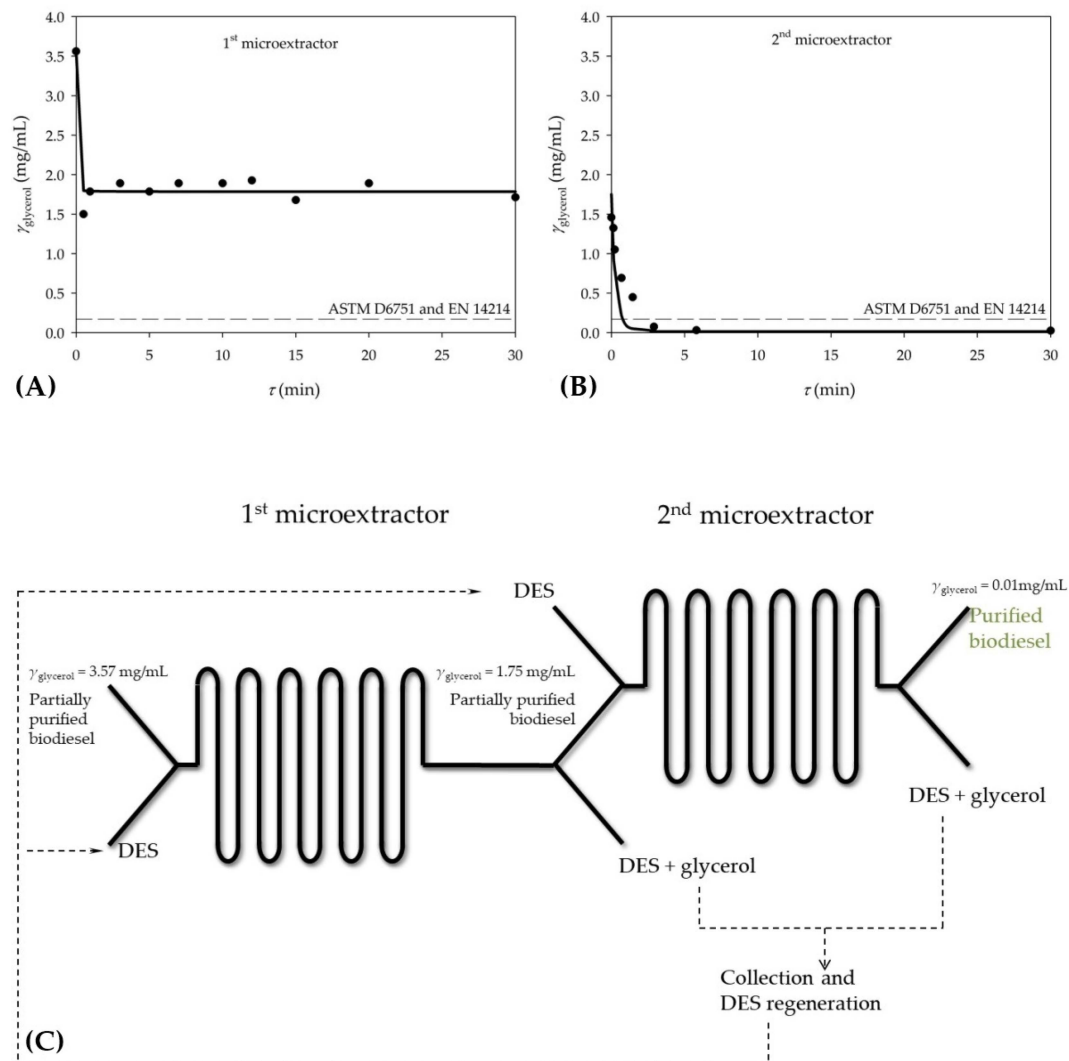 1st microextractor
4.0
3.5
3.0
2.5
2.0
1.5
1.0
0.5
0.0
γglycerol (mg/mL)
ASTM D6751 and EN 14214
0 5 10 15 20 25 30
τ (min)
(A)
2nd microextractor
4.0
3.5
3.0
2.5
2.0
1.5
1.0
0.5
0.0
γglycerol (mg/mL)
ASTM D6751 and EN 14214
0 5 10 15 20 25 30
τ (min)
(B)
1st microextractor
2nd microextractor
DES
γglycerol = 0.01mg/mL
Purified
biodiesel
γglycerol = 3.57 mg/mL
Partially
purified
biodiesel
γglycerol = 1.75 mg/mL
Partially purified
biodiesel
DES
DES + glycerol
DES + glycerol
Collection and
DES regeneration
(C)